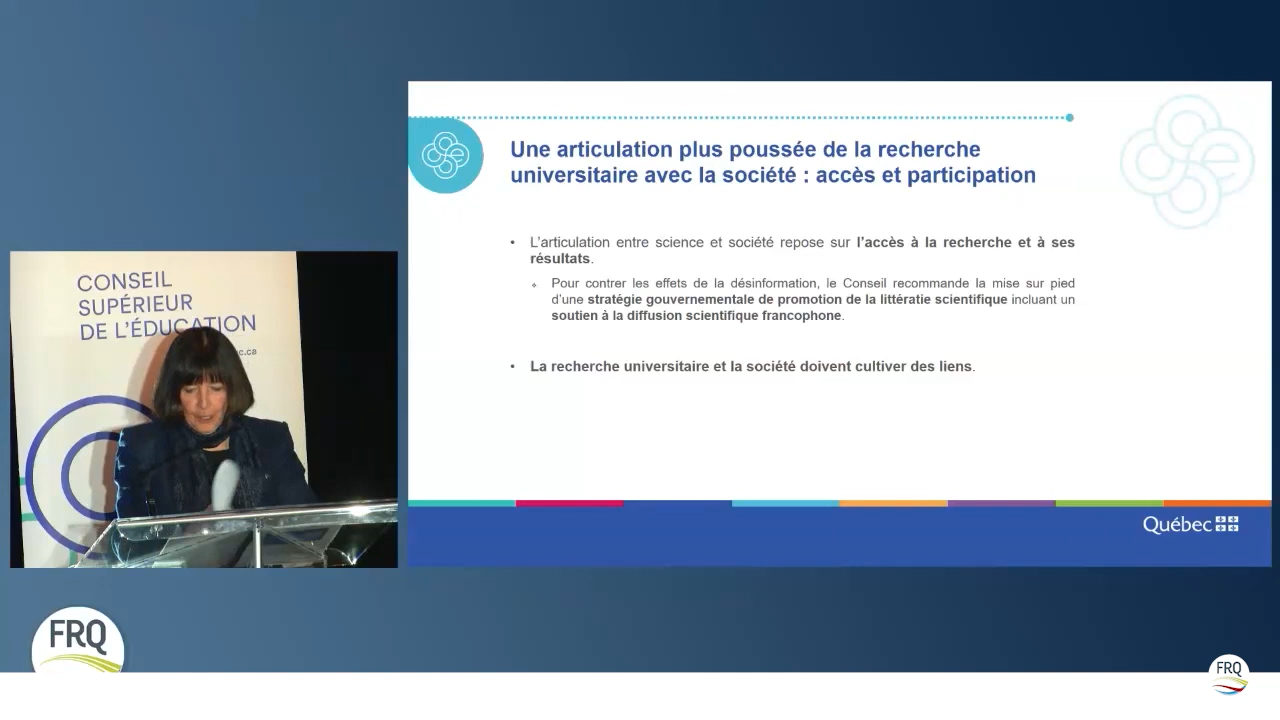 CONSEIL
SUPÉRIEUR
DE L'ÉDUCATION
c.ca
Une articulation plus poussée de la recherche
universitaire avec la société : accès et participation
• L'articulation entre science et société repose sur l'accès à la recherche et à ses
résultats.
Pour contrer les effets de la désinformation, le Conseil recommande la mise sur pied
d'une stratégie gouvernementale de promotion de la littératie scientifique incluant un
soutien à la diffusion scientifique francophone.
• La recherche universitaire et la société doivent cultiver des liens.
Québec
FRQ
FRQ